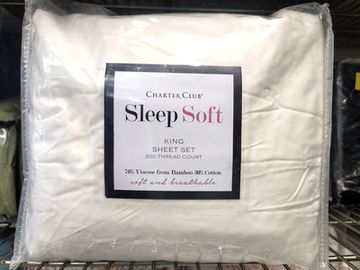 CHARTER CLUB®
Sleep Soft
KING
SHEET SET
300 THREAD COUNT
70% Viscose from Bamboo 30% Cotton
soft and breathable